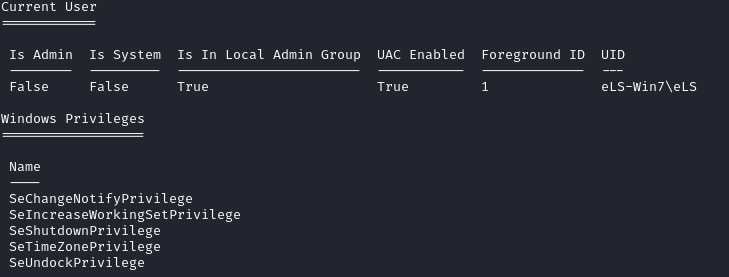 Current User
============
Is Admin  Is System  Is In Local Admin Group  UAC Enabled  Foreground ID  UID
--------  ---------  -----------------------  -----------  -------------  ---
False     False      True                     True         1              eLS-Win7\eLS
Windows Privileges
==================
Name
----
SeChangeNotifyPrivilege
SeIncreaseWorkingSetPrivilege
SeShutdownPrivilege
SeTimeZonePrivilege
SeUndockPrivilege